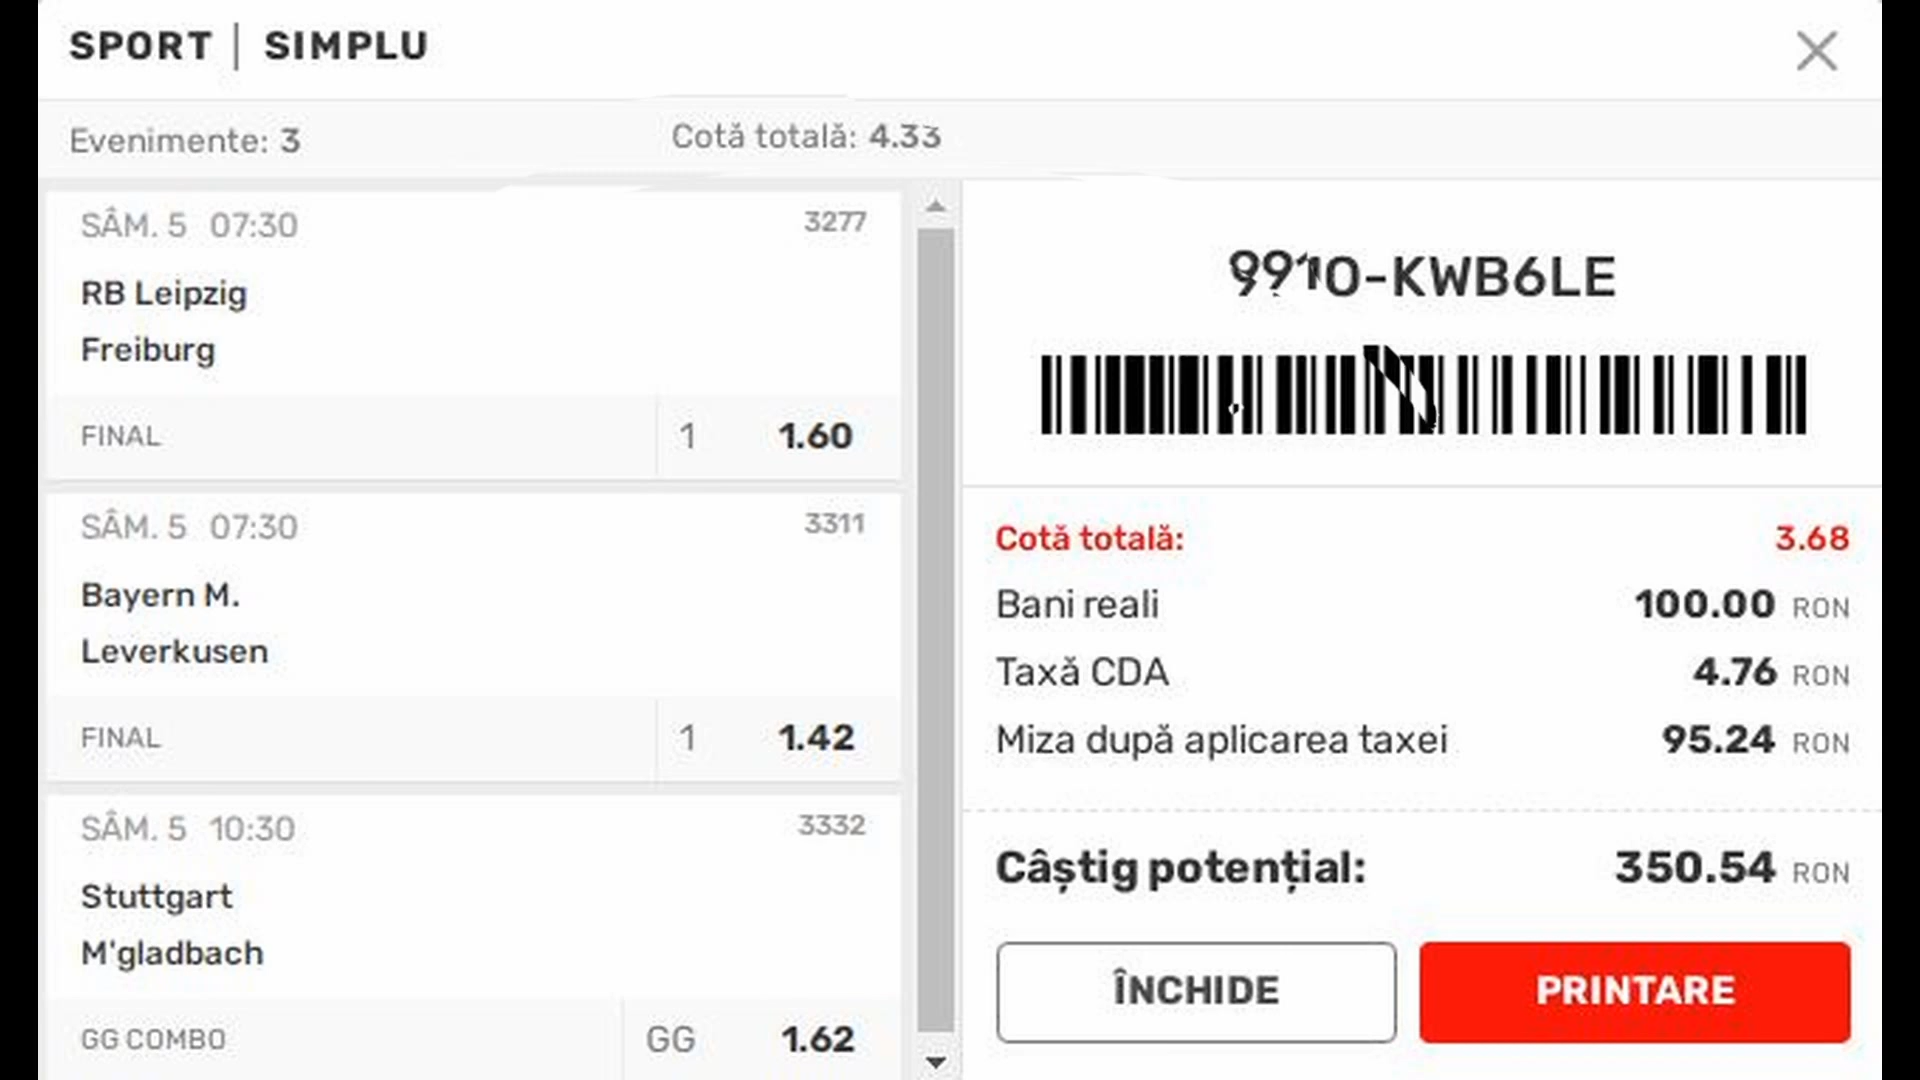 SPORT | SIMPLU
Evenimente: 3
Cotă totală: 4.33
SÂM. 5 07:30
3277
RB Leipzig
Freiburg
FINAL
1
1.60
SÂM. 5 07:30
3311
Bayern M.
Leverkusen
FINAL
1
1.42
SÂM. 5 10:30
3332
Stuttgart
M'gladbach
GG COMBO
GG
1.62
9910-KWB6LE
Cotă totală: 3.68
Bani reali 100.00 RON
Taxă CDA 4.76 RON
Miza după aplicarea taxei 95.24 RON
Câștig potențial: 350.54 RON
ÎNCHIDE
PRINTARE